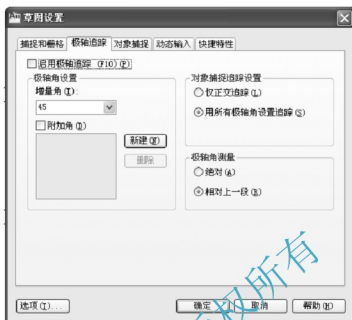 草图设置
捕捉和栅格 极轴追踪 对象捕捉 动态输入 快捷特性
启用极轴追踪 (F10)(P)
极轴角设置
增量角(I):
45
附加角(D)
新建(N)
删除
对象捕捉追踪设置
仅正交追踪(L)
用所有极轴角设置追踪(S)
极轴角测量
绝对(A)
相对上一段(R)
选项(T)...
确定 取消 帮助(H)
权所有